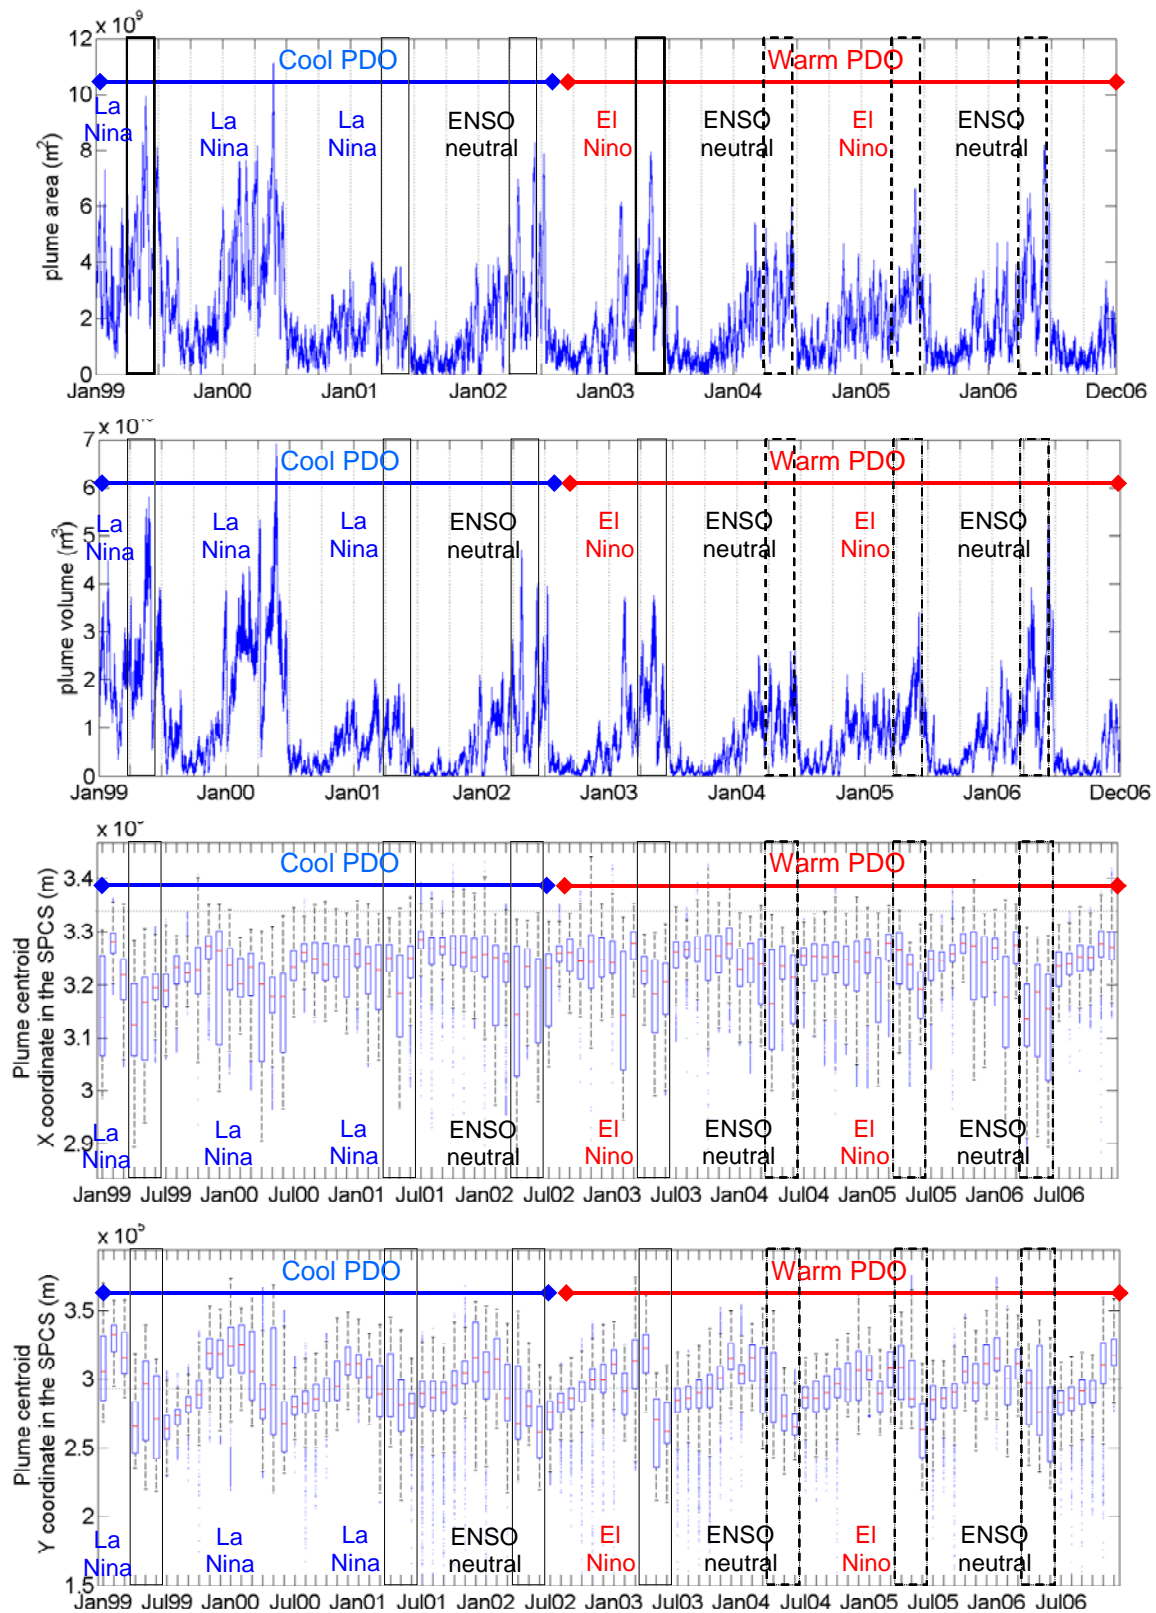 x 10⁹
12
Cool PDO
Warm PDO
10
La
Nina
La
Nina
La
Nina
ENSO
neutral
El
Nino
ENSO
neutral
El
Nino
ENSO
neutral
8
6
4
2
0
plume area (m²)
Jan99 Jan00 Jan01 Jan02 Jan03 Jan04 Jan05 Jan06 Dec06
7
Cool PDO
Warm PDO
6
La
Nina
La
Nina
La
Nina
ENSO
neutral
El
Nino
ENSO
neutral
El
Nino
ENSO
neutral
5
4
3
2
1
0
plume volume (m³)
Jan99 Jan00 Jan01 Jan02 Jan03 Jan04 Jan05 Jan06 Dec06
Cool PDO
Warm PDO
3.4
3.3
3.2
3.1
3
2.9
Plume centroid
X coordinate in the SPCS (m)
La
Nina
La
Nina
La
Nina
ENSO
neutral
El
Nino
ENSO
neutral
El
Nino
ENSO
neutral
Jan99 Jul99 Jan00 Jul00 Jan01 Jul01 Jan02 Jul02 Jan03 Jul03 Jan04 Jul04 Jan05 Jul05 Jan06 Jul06
x 10⁵
Cool PDO
Warm PDO
3.5
3
2.5
2
1.5
Plume centroid
Y coordinate in the SPCS (m)
La
Nina
La
Nina
La
Nina
ENSO
neutral
El
Nino
ENSO
neutral
El
Nino
ENSO
neutral
Jan99 Jul99 Jan00 Jul00 Jan01 Jul01 Jan02 Jul02 Jan03 Jul03 Jan04 Jul04 Jan05 Jul05 Jan06 Jul06